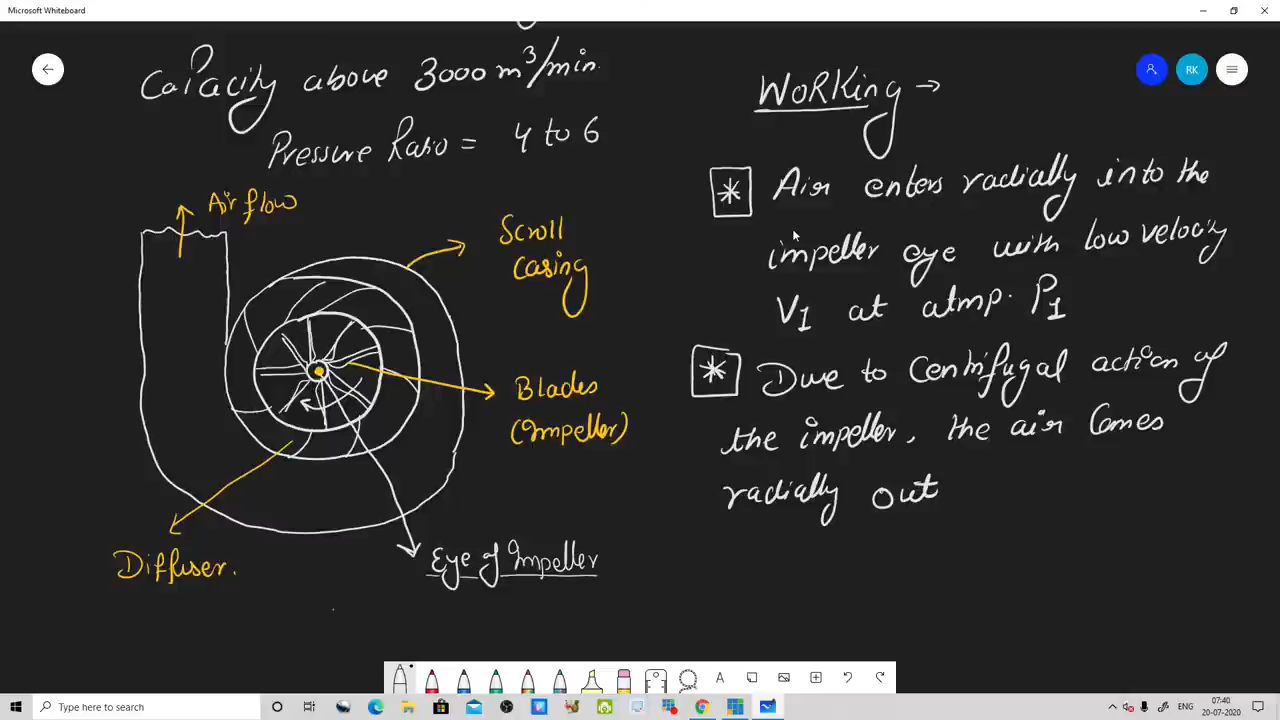 Microsoft Whiteboard
Capacity above 3000 m³/min.
Pressure Ratio = 4 to 6
Air flow
Scroll
Casing
Blades
(Impeller)
Eye of Impeller
Diffuser.
WORKing →
* Air enters radially into the
impeller eye with low velocity
V1 at atmp. P1
* Due to Centrifugal action of
the impeller, the air Comes
radially out
RK
Type here to search
ENG
07:40
20-07-2020